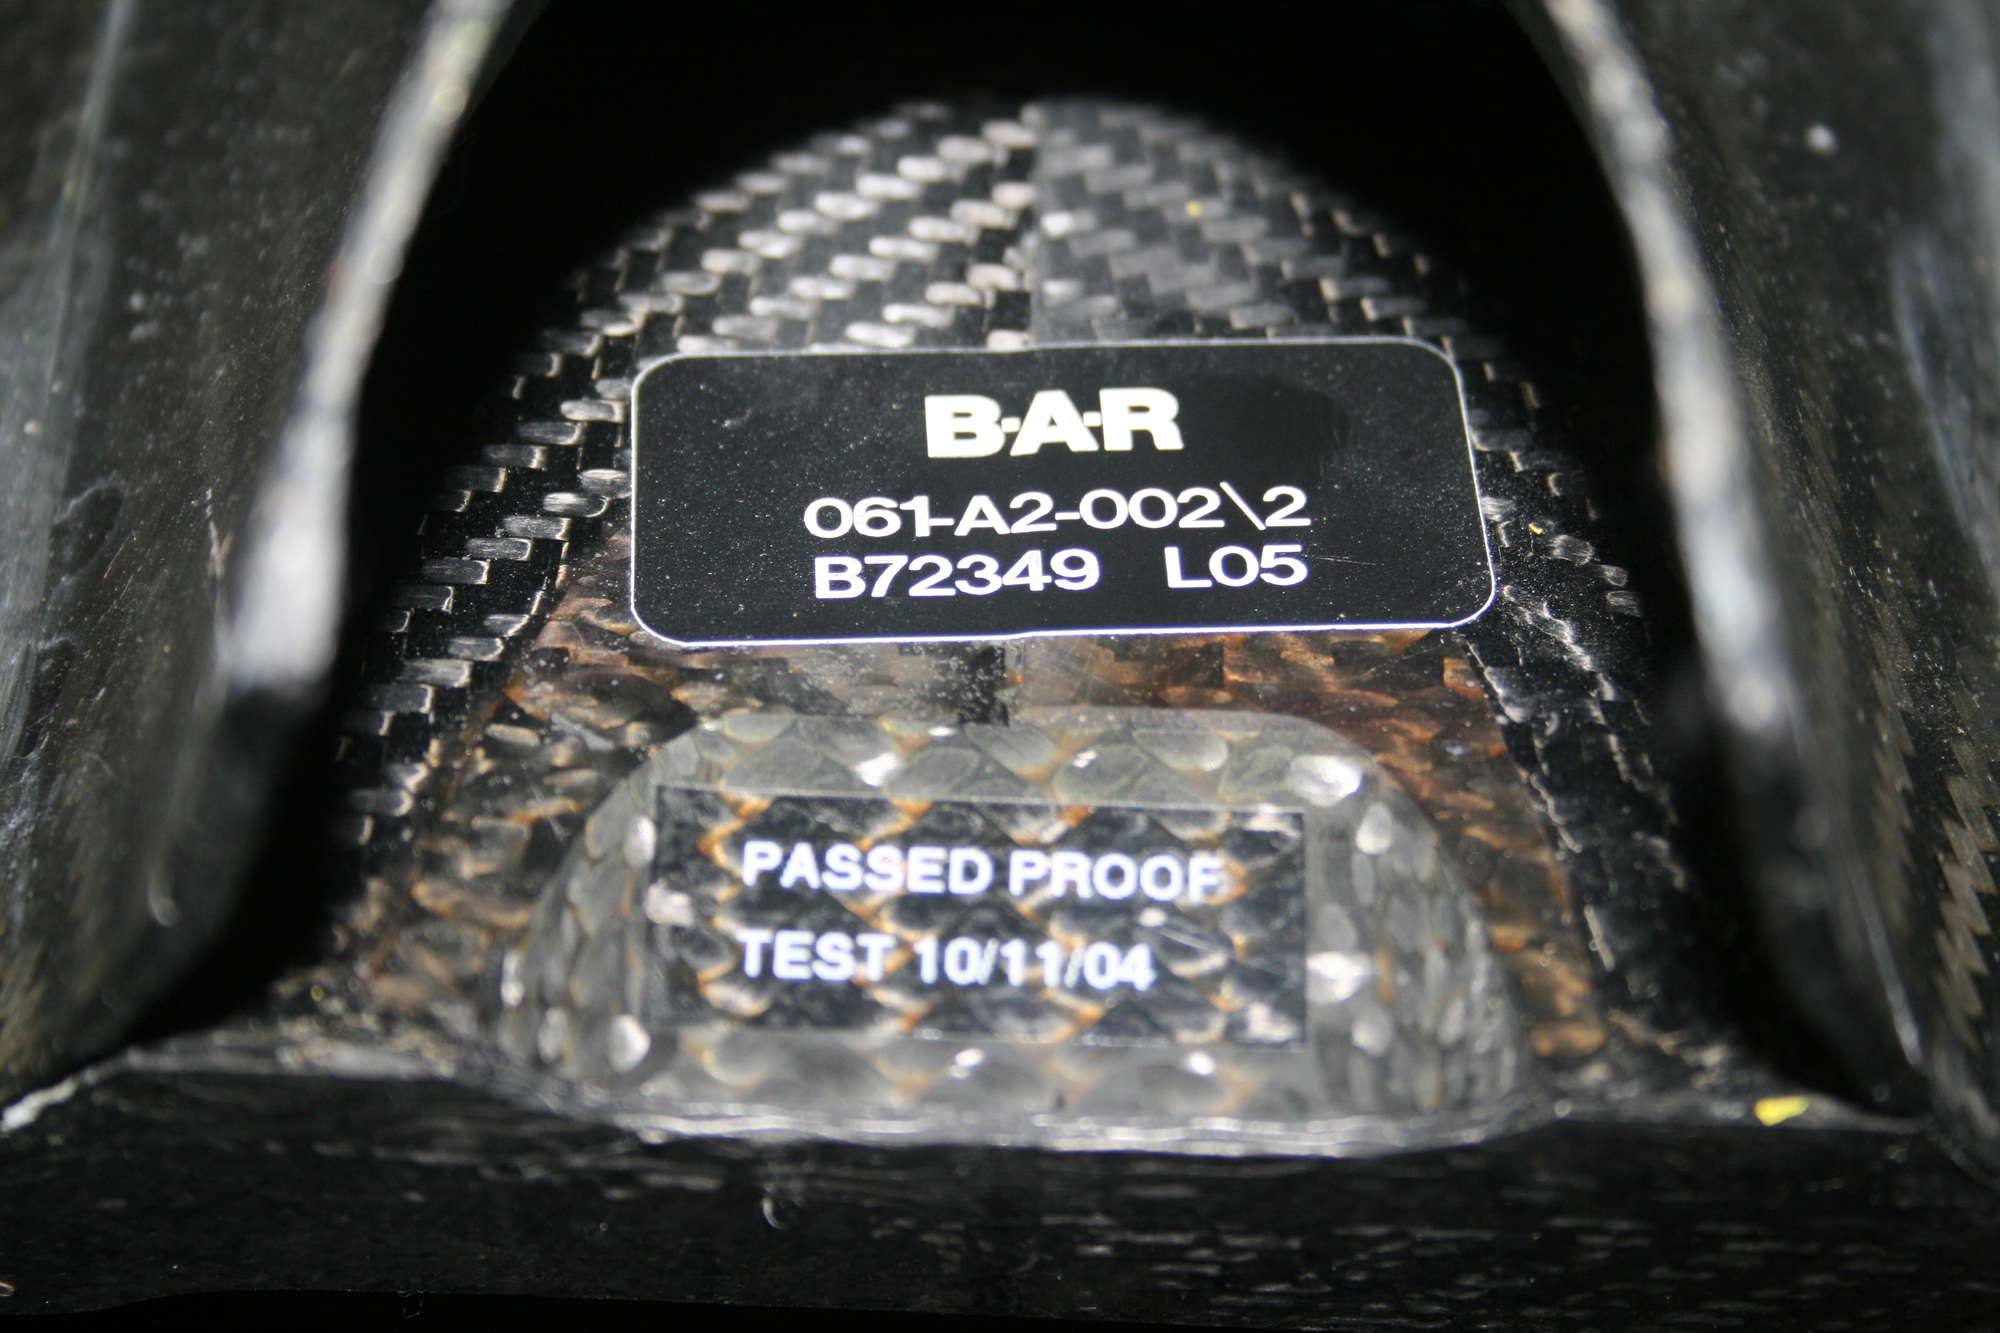 B·A·R
061-A2-002\2
B72349 L05
PASSED PROOF
TEST 10/11/04